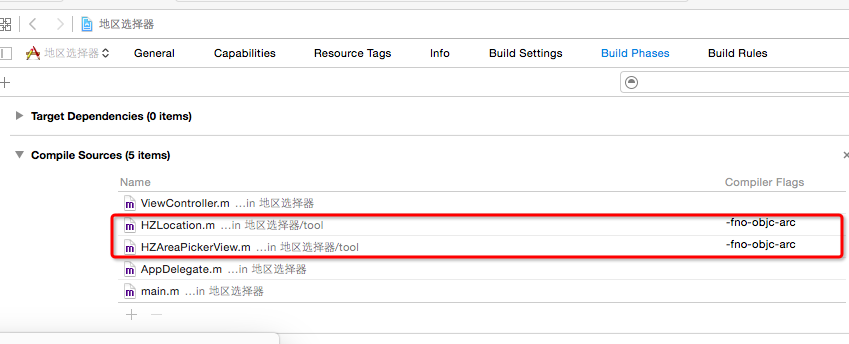 地区选择器
地区选择器 General Capabilities Resource Tags Info Build Settings Build Phases Build Rules
Target Dependencies (0 items)
Compile Sources (5 items)
Name Compiler Flags
ViewController.m ...in 地区选择器
HZLocation.m ...in 地区选择器/tool -fno-objc-arc
HZAreaPickerView.m ...in 地区选择器/tool -fno-objc-arc
AppDelegate.m ...in 地区选择器
main.m ...in 地区选择器